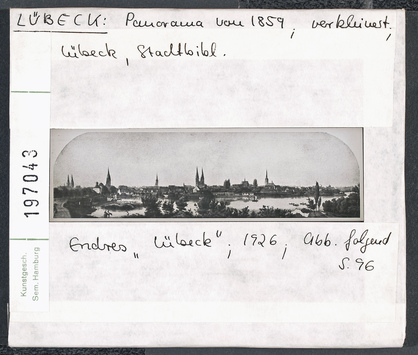 LÜBECK: Panorama von 1859, verkleinert,
Lübeck, Stadtbibl.
197043
Kunstgesch.
Sem. Hamburg
Endres „Lübeck"; 1926; Abb. folgend
S. 96